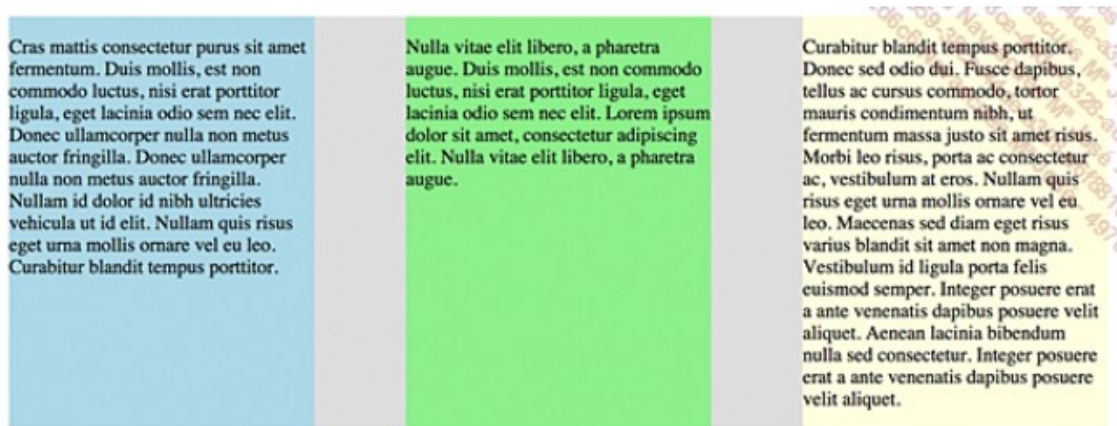 Cras mattis consectetur purus sit amet
fermentum. Duis mollis, est non
commodo luctus, nisi erat porttitor
ligula, eget lacinia odio sem nec elit.
Donec ullamcorper nulla non metus
auctor fringilla. Donec ullamcorper
nulla non metus auctor fringilla.
Nullam id dolor id nibh ultricies
vehicula ut id elit. Nullam quis risus
eget urna mollis ornare vel eu leo.
Curabitur blandit tempus porttitor.
Nulla vitae elit libero, a pharetra
augue. Duis mollis, est non commodo
luctus, nisi erat porttitor ligula, eget
lacinia odio sem nec elit. Lorem ipsum
dolor sit amet, consectetur adipiscing
elit. Nulla vitae elit libero, a pharetra
augue.
Curabitur blandit tempus porttitor.
Donec sed odio dui. Fusce dapibus,
tellus ac cursus commodo, tortor
mauris condimentum nibh, ut
fermentum massa justo sit amet risus.
Morbi leo risus, porta ac consectetur
ac, vestibulum at eros. Nullam quis
risus eget urna mollis ornare vel eu
leo. Maecenas sed diam eget risus
varius blandit sit amet non magna.
Vestibulum id ligula porta felis
euismod semper. Integer posuere erat
a ante venenatis dapibus posuere velit
aliquet. Aenean lacinia bibendum
nulla sed consectetur. Integer posuere
erat a ante venenatis dapibus posuere
velit aliquet.